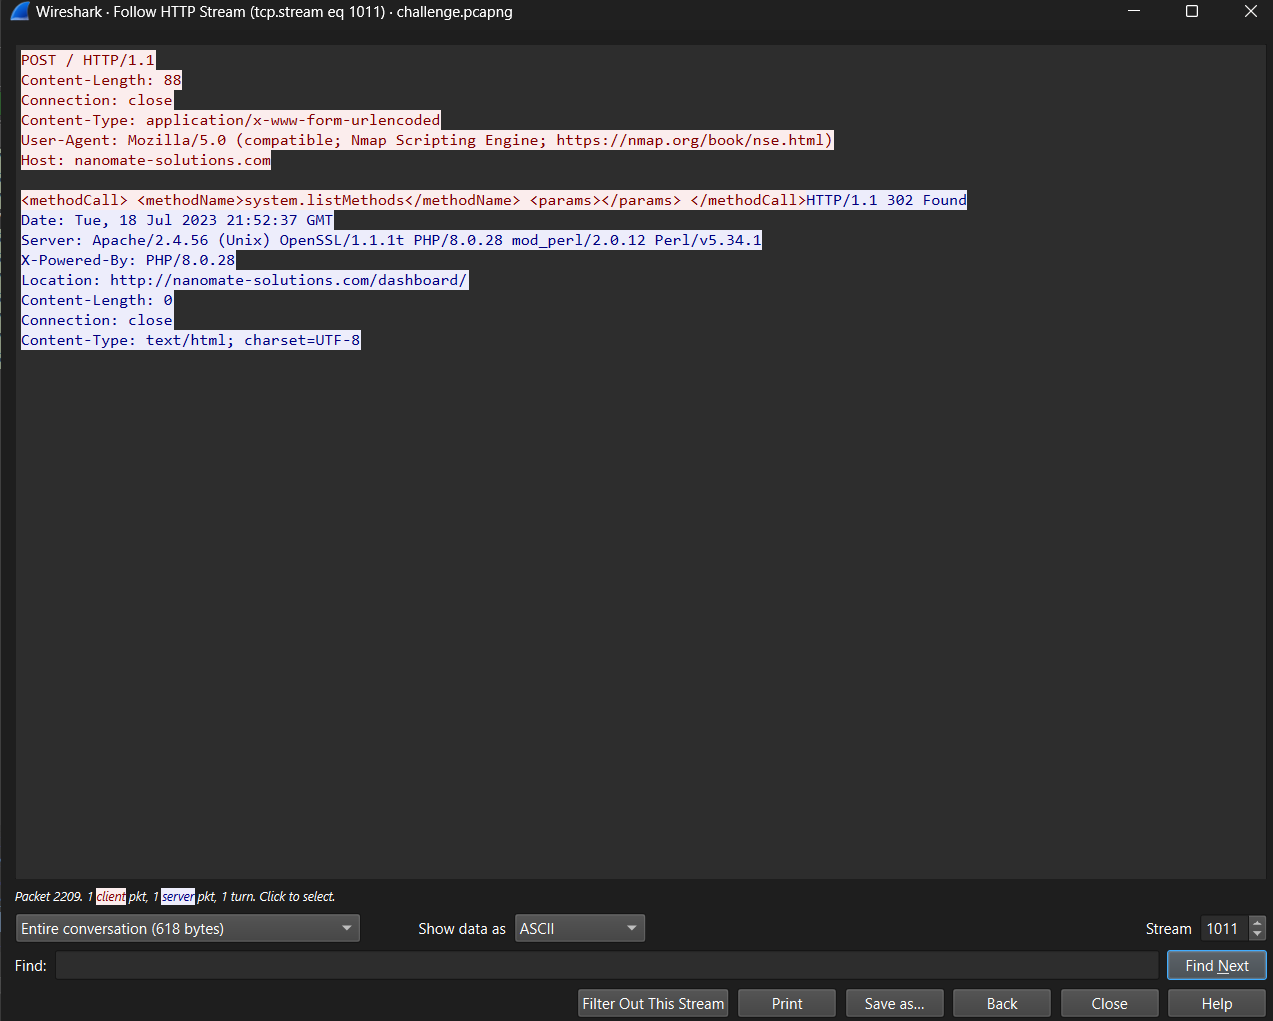 Wireshark · Follow HTTP Stream (tcp.stream eq 1011) · challenge.pcapng
POST / HTTP/1.1
Content-Length: 88
Connection: close
Content-Type: application/x-www-form-urlencoded
User-Agent: Mozilla/5.0 (compatible; Nmap Scripting Engine; https://nmap.org/book/nse.html)
Host: nanomate-solutions.com
<methodCall> <methodName>system.listMethods</methodName> <params></params> </methodCall>HTTP/1.1 302 Found
Date: Tue, 18 Jul 2023 21:52:37 GMT
Server: Apache/2.4.56 (Unix) OpenSSL/1.1.1t PHP/8.0.28 mod_perl/2.0.12 Perl/v5.34.1
X-Powered-By: PHP/8.0.28
Location: http://nanomate-solutions.com/dashboard/
Content-Length: 0
Connection: close
Content-Type: text/html; charset=UTF-8
Packet 2209. 1 client pkt, 1 server pkt, 1 turn. Click to select.
Entire conversation (618 bytes) Show data as ASCII Stream 1011
Find: Find Next
Filter Out This Stream Print Save as... Back Close Help